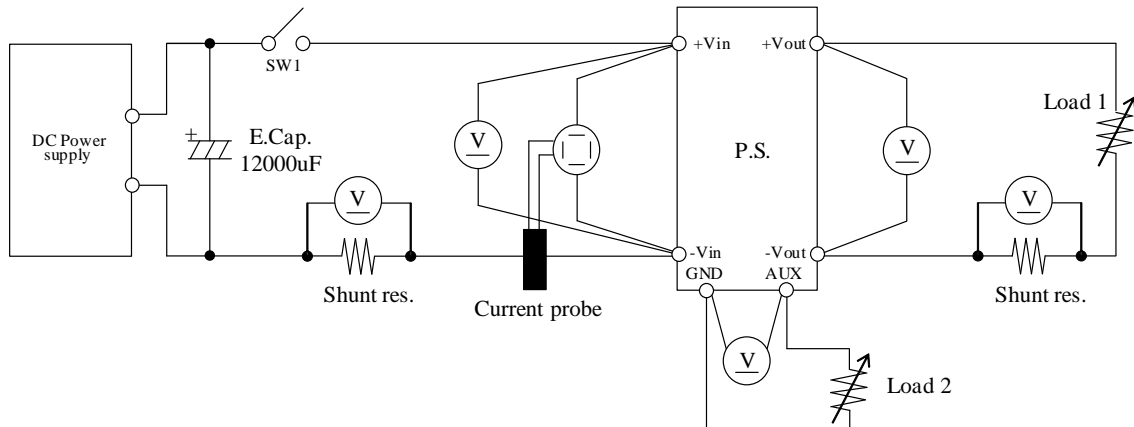 DC Power
supply
+
E.Cap.
12000uF
SW1
V
Shunt res.
Current probe
V
+Vin
-Vin
GND
P.S.
+Vout
-Vout
AUX
V
V
V
Shunt res.
Load 1
Load 2